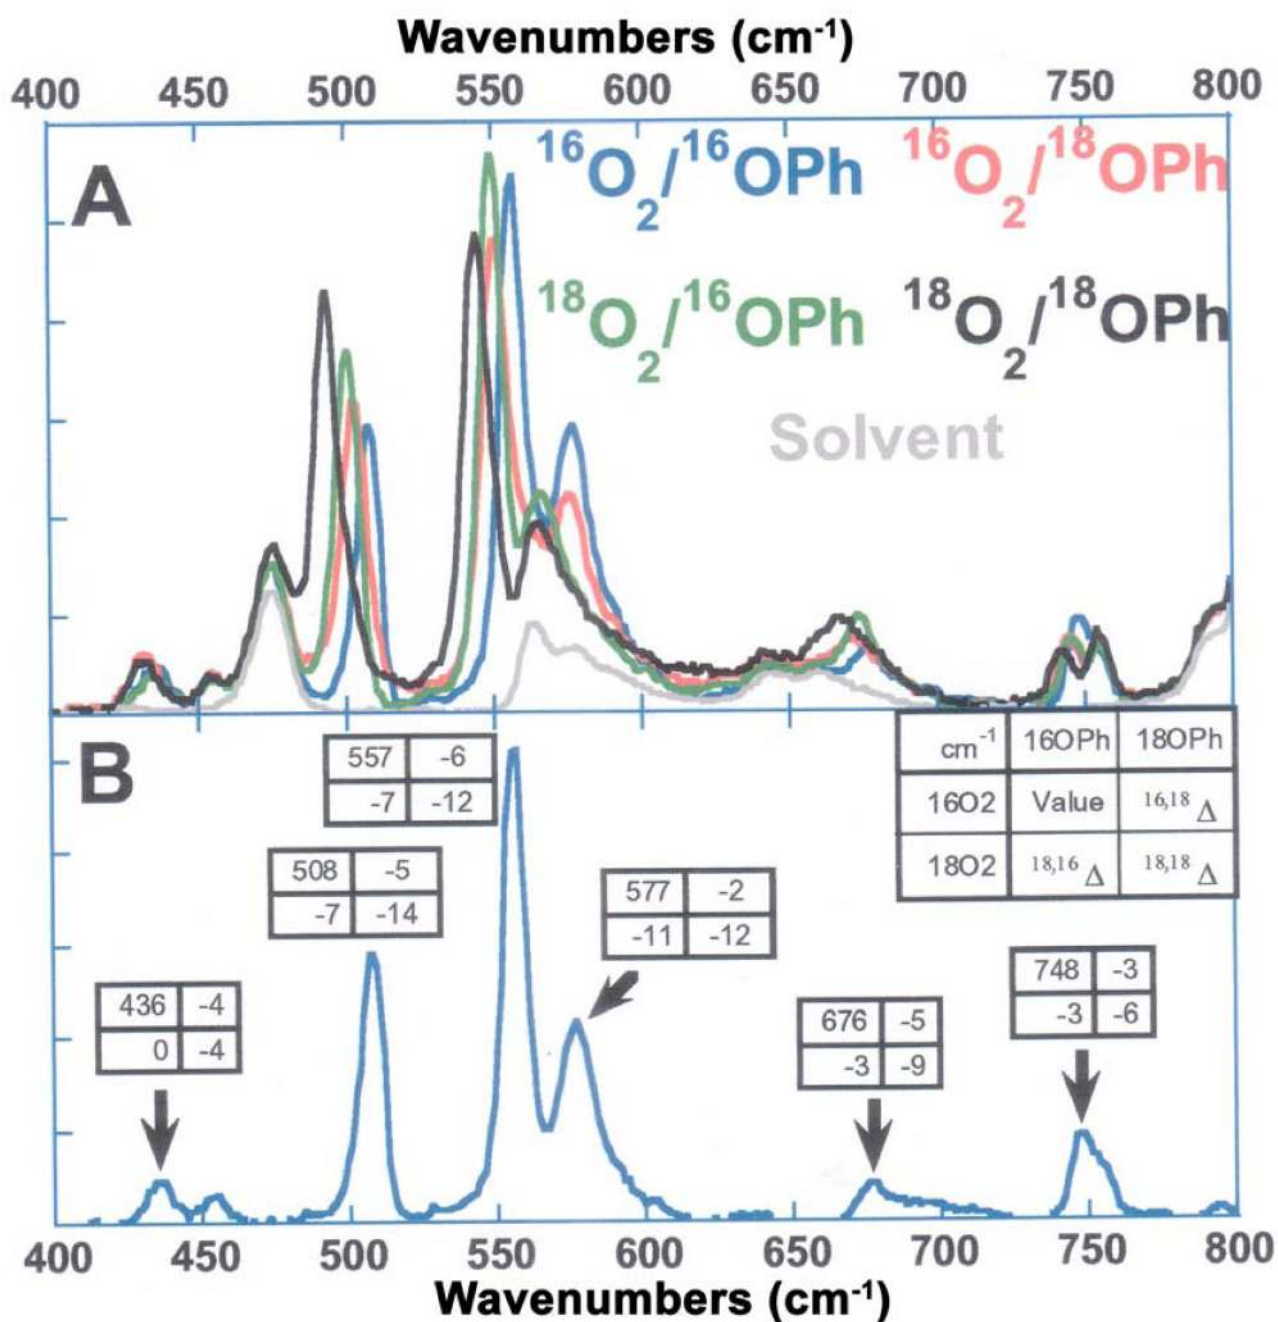 Wavenumbers (cm⁻¹)
400 450 500 550 600 650 700 750 800
A
¹⁶O₂/¹⁶OPh ¹⁶O₂/¹⁸OPh
¹⁸O₂/¹⁶OPh ¹⁸O₂/¹⁸OPh
Solvent
B
cm⁻¹ 16OPh 18OPh
16O2 Value ¹⁶,¹⁸ Δ
18O2 ¹⁸,¹⁶ Δ ¹⁸,¹⁸ Δ
557 -6
-7 -12
508 -5
-7 -14
577 -2
-11 -12
436 -4
0 -4
676 -5
-3 -9
748 -3
-3 -6
400 450 500 550 600 650 700 750 800
Wavenumbers (cm⁻¹)